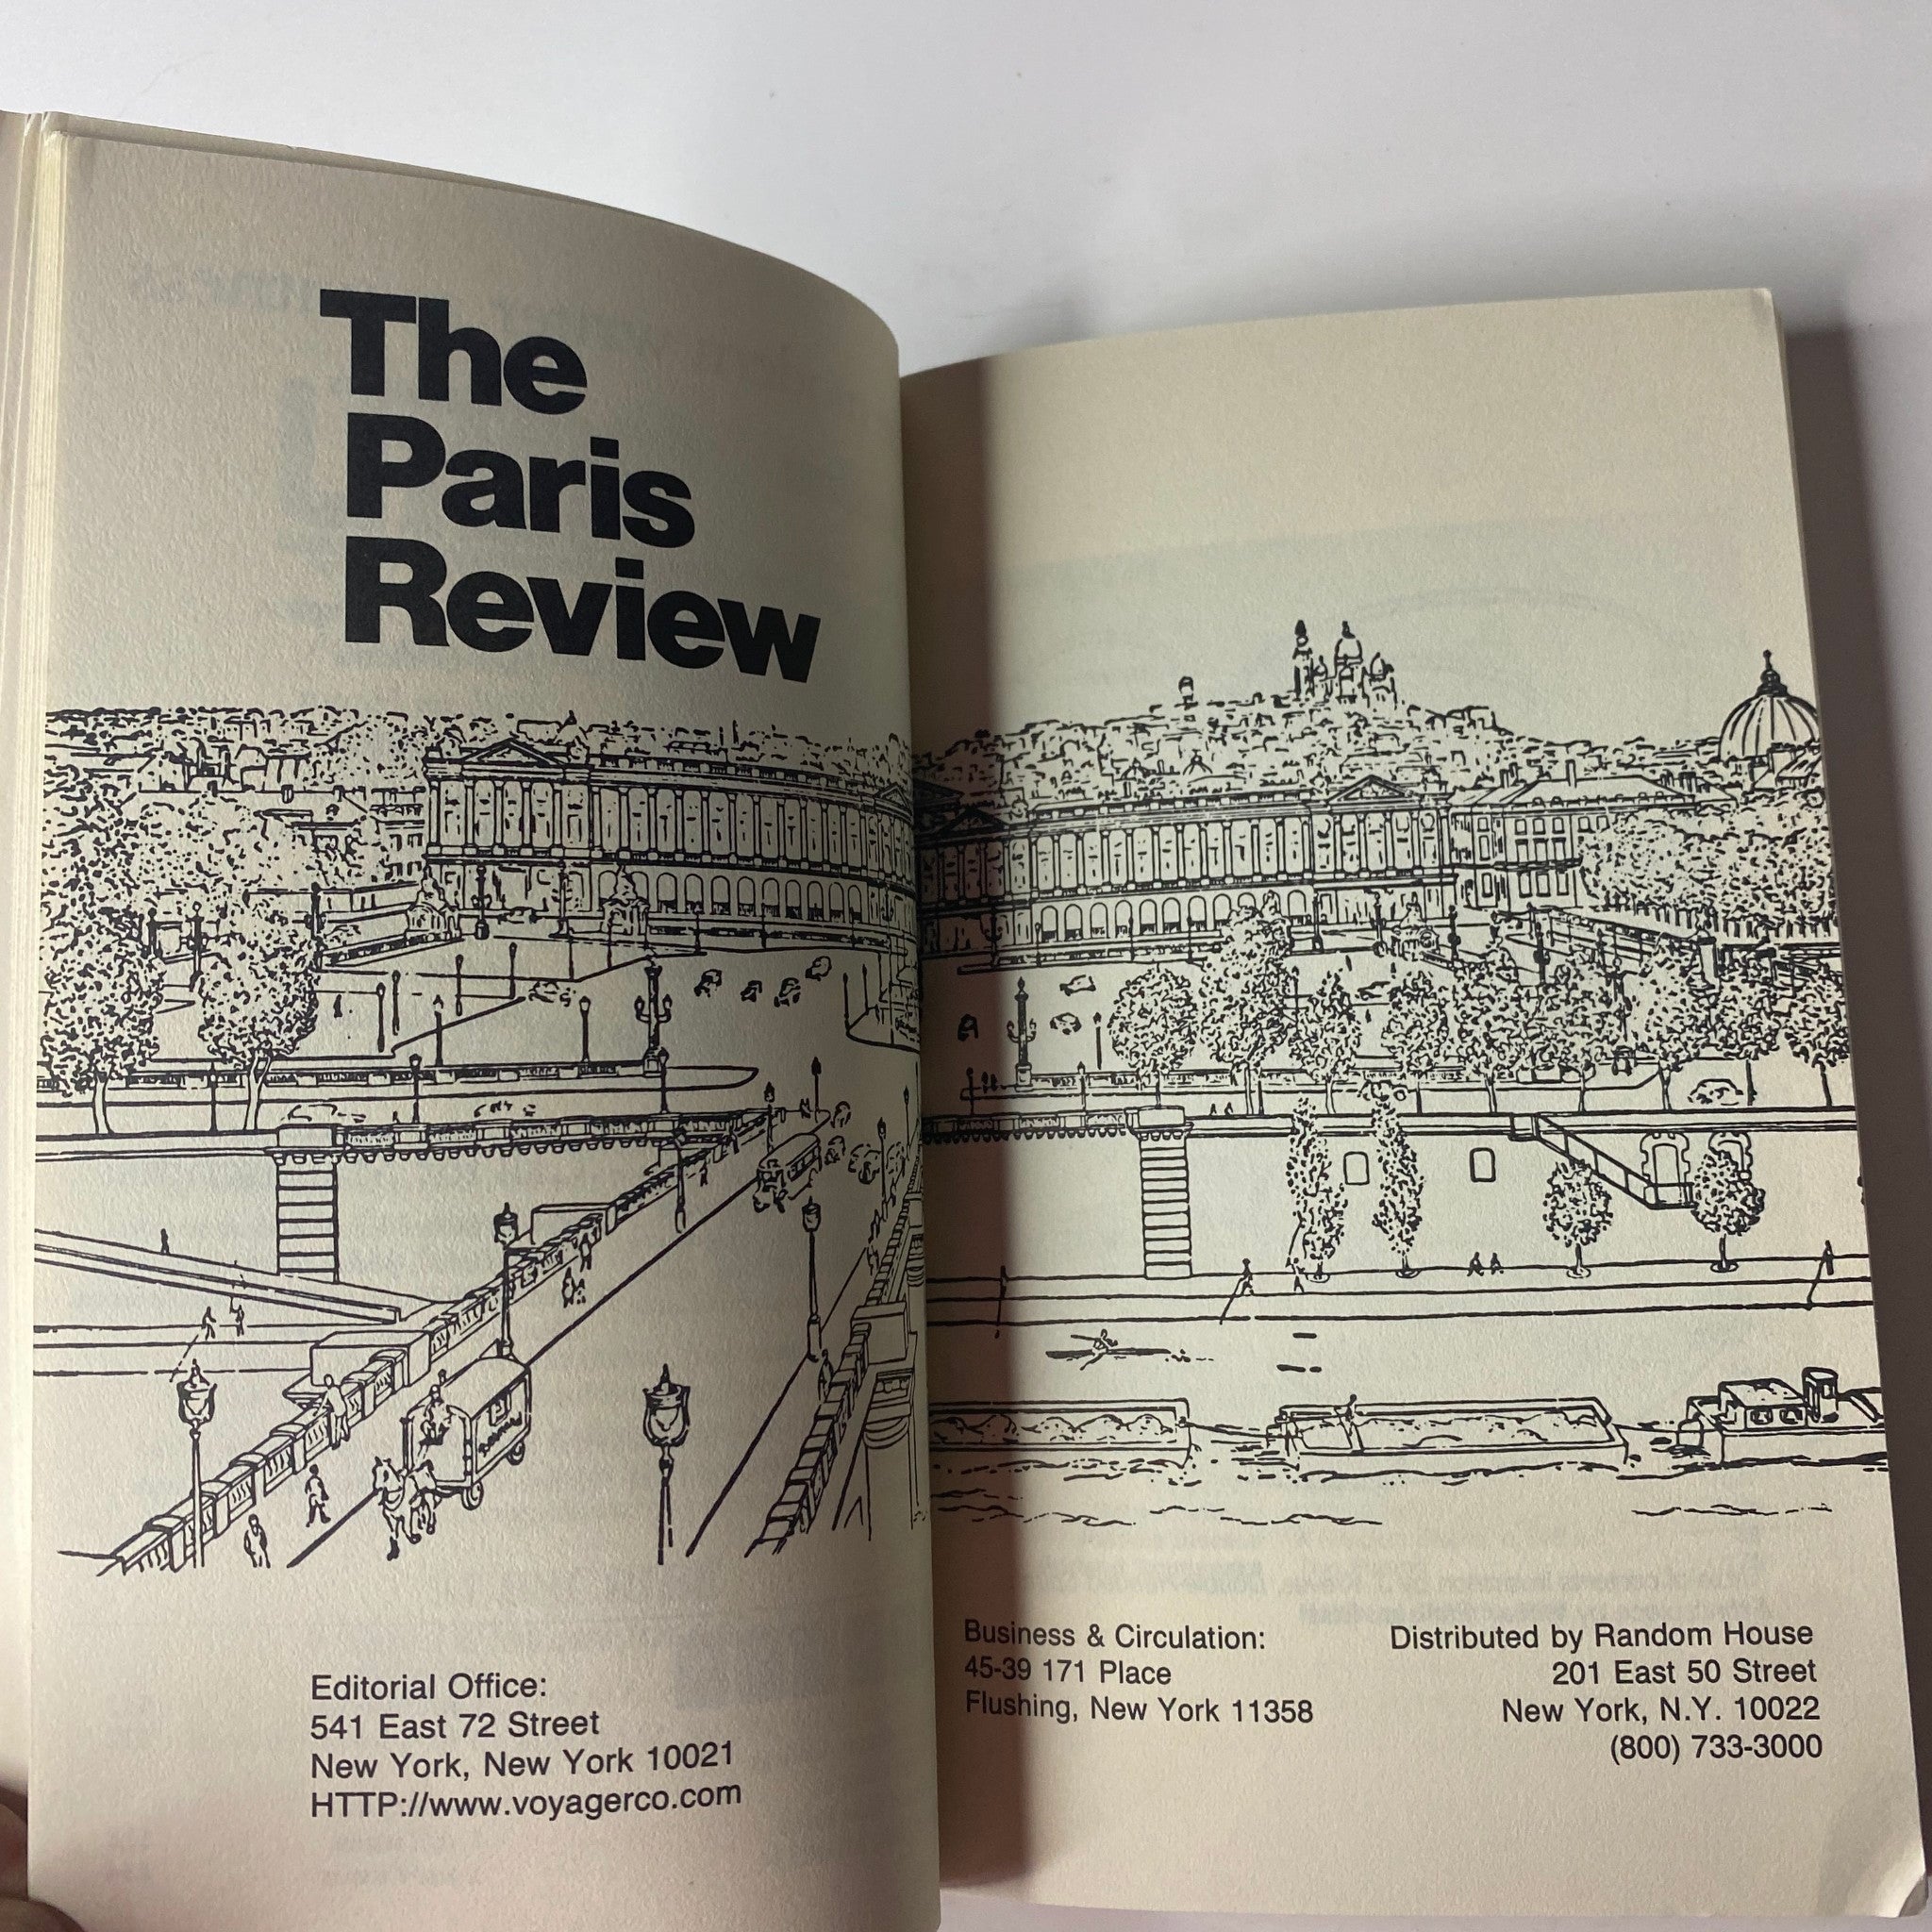 The
Paris
Review
Editorial Office:
541 East 72 Street
New York, New York 10021
HTTP://www.voyagerco.com
Business & Circulation:
45-39 171 Place
Flushing, New York 11358
Distributed by Random House
201 East 50 Street
New York, N.Y. 10022
(800) 733-3000